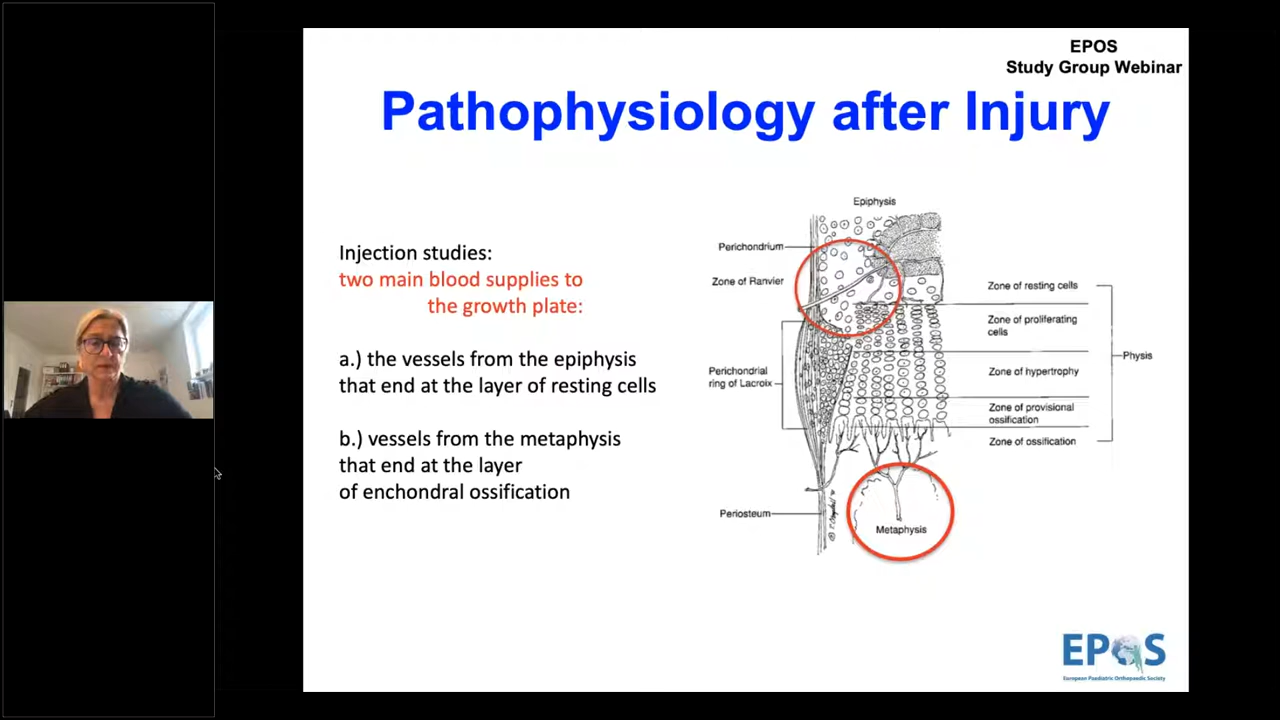 EPOS
Study Group Webinar
Pathophysiology after Injury
Injection studies:
two main blood supplies to
the growth plate:
a.) the vessels from the epiphysis
that end at the layer of resting cells
b.) vessels from the metaphysis
that end at the layer
of enchondral ossification
Epiphysis
Perichondrium
Zone of Ranvier
Perichondrial
ring of Lacroix
Periosteum
Metaphysis
Zone of resting cells
Zone of proliferating
cells
Zone of hypertrophy
Zone of provisional
ossification
Zone of ossification
Physis
EPOS
European Paediatric Orthopaedic Society